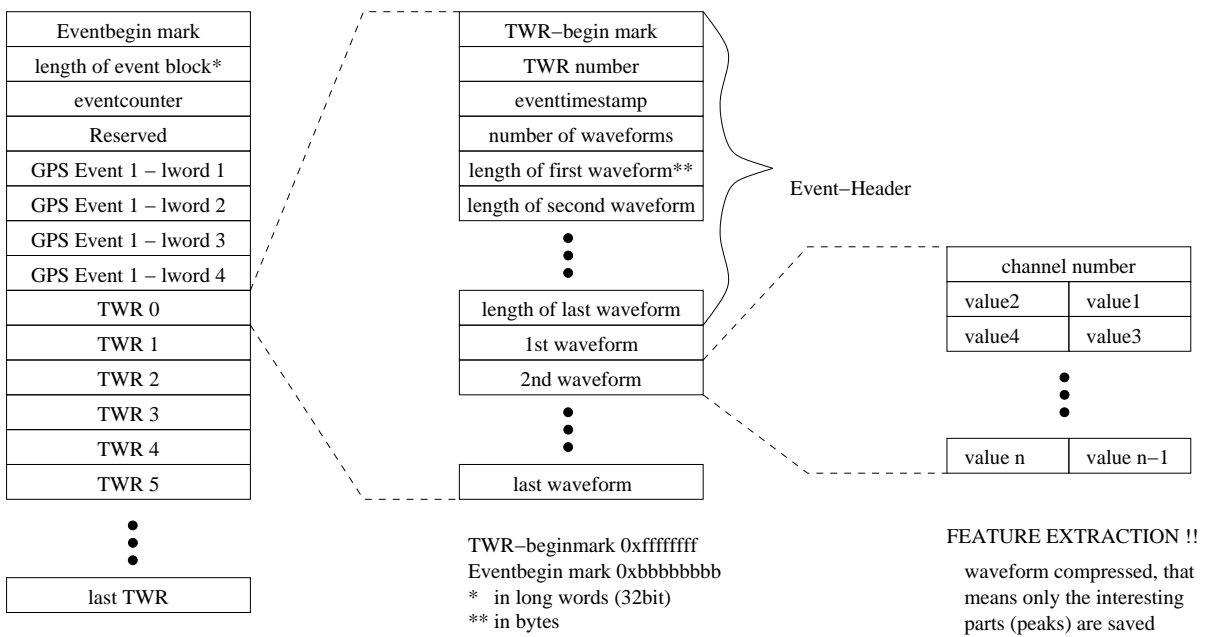 Eventbegin mark
length of event block*
eventcounter
Reserved
GPS Event 1 − lword 1
GPS Event 1 − lword 2
GPS Event 1 − lword 3
GPS Event 1 − lword 4
TWR 0
TWR 1
TWR 2
TWR 3
TWR 4
TWR 5
last TWR
TWR−begin mark
TWR number
eventtimestamp
number of waveforms
length of first waveform**
length of second waveform
length of last waveform
1st waveform
2nd waveform
last waveform
Event−Header
TWR−beginmark 0xffffffff
Eventbegin mark 0xbbbbbbbb
* in long words (32bit)
** in bytes
channel number
value2 value1
value4 value3
value n value n−1
FEATURE EXTRACTION !!
waveform compressed, that
means only the interesting
parts (peaks) are saved